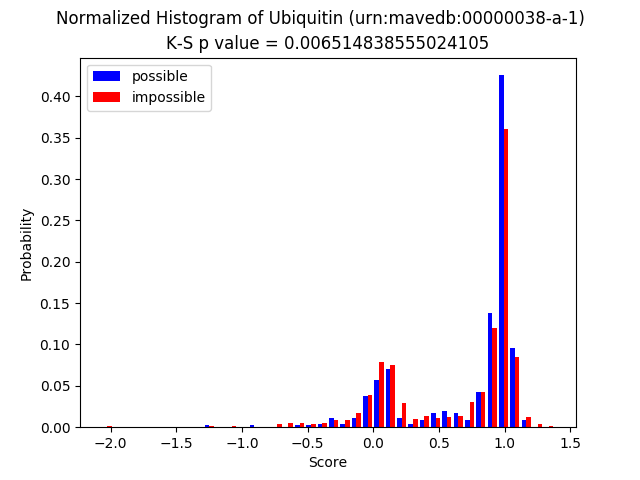 Normalized Histogram of Ubiquitin (urn:mavedb:00000038-a-1)
K-S p value = 0.006514838555024105
possible
impossible
0.40
0.35
0.30
0.25
0.20
0.15
0.10
0.05
0.00
Probability
−2.0 −1.5 −1.0 −0.5 0.0 0.5 1.0 1.5
Score